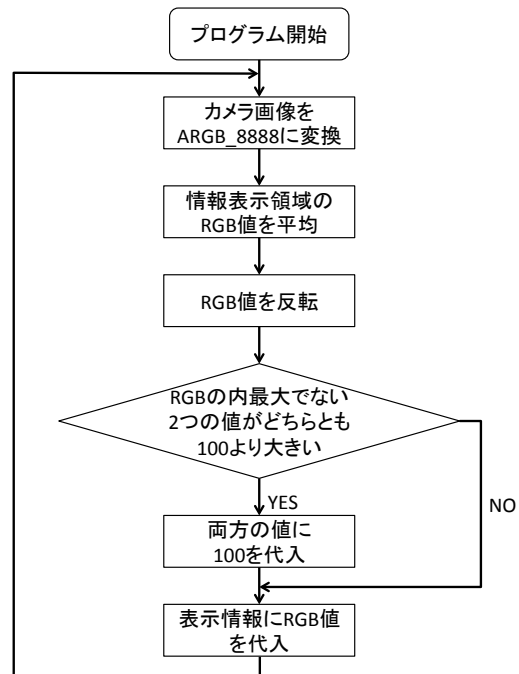 プログラム開始
カメラ画像を
ARGB_8888に変換
情報表示領域の
RGB値を平均
RGB値を反転
RGBの内最大でない
2つの値がどちらとも
100より大きい
YES
NO
両方の値に
100を代入
表示情報にRGB値
を代入